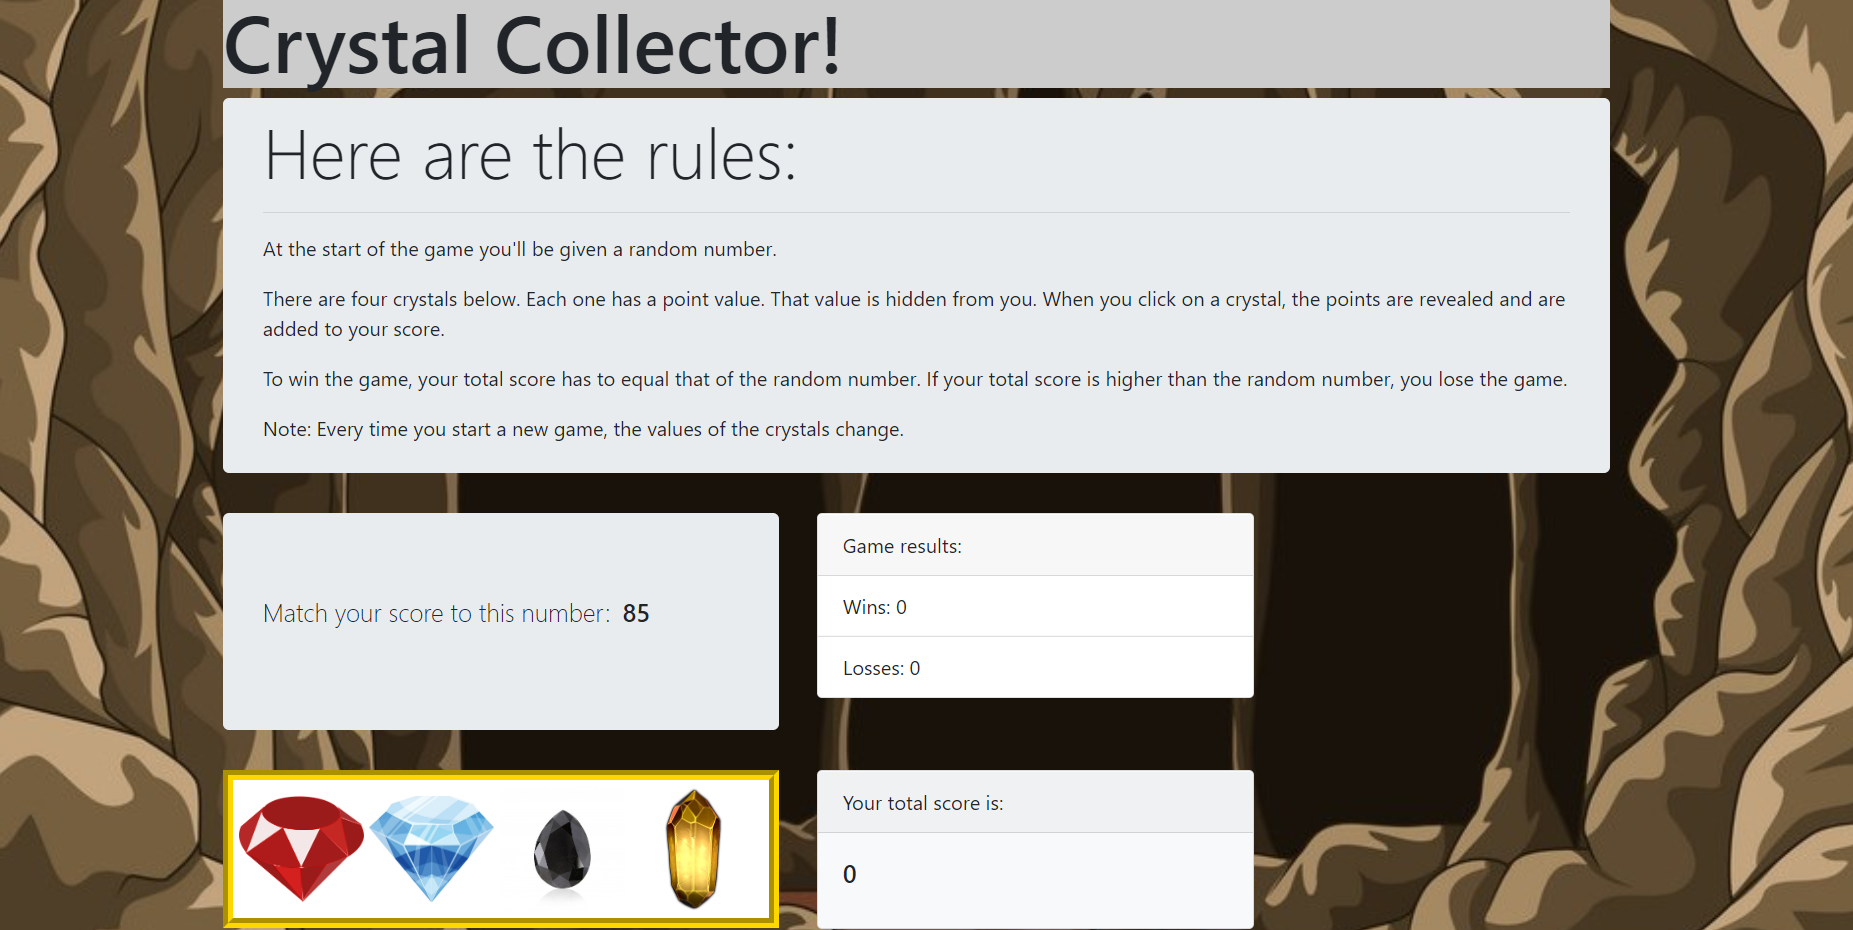 Crystal Collector!
Here are the rules:
At the start of the game you'll be given a random number.
There are four crystals below. Each one has a point value. That value is hidden from you. When you click on a crystal, the points are revealed and are
added to your score.
To win the game, your total score has to equal that of the random number. If your total score is higher than the random number, you lose the game.
Note: Every time you start a new game, the values of the crystals change.
Match your score to this number: 85
Game results:
Wins: 0
Losses: 0
Your total score is:
0